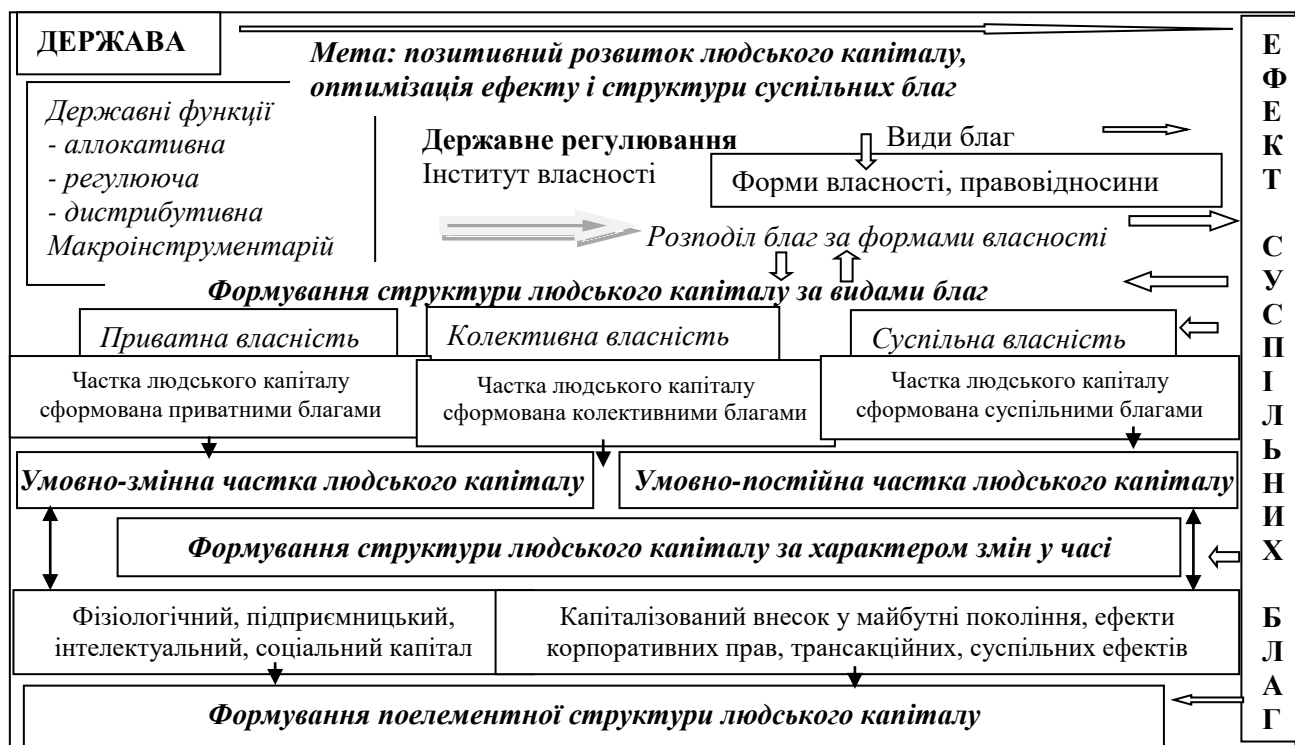 ДЕРЖАВА
Мета: позитивний розвиток людського капіталу,
оптимізація ефекту і структури суспільних благ
Державні функції
- аллокативна
- регулююча
- дистрибутивна
Макроінструментарій
Державне регулювання
Інститут власності
Види благ
Форми власності, правовідносини
Розподіл благ за формами власності
Формування структури людського капіталу за видами благ
Приватна власність
Колективна власність
Суспільна власність
Частка людського капіталу
сформована приватними благами
Частка людського капіталу
сформована колективними благами
Частка людського капіталу
сформована суспільними благами
Умовно-змінна частка людського капіталу
Умовно-постійна частка людського капіталу
Формування структури людського капіталу за характером змін у часі
Фізіологічний, підприємницький,
інтелектуальний, соціальний капітал
Капіталізований внесок у майбутні покоління, ефекти
корпоративних прав, трансакційних, суспільних ефектів
Формування поелементної структури людського капіталу
ЕФЕКТ СУСПІЛЬНИХ БЛАГ